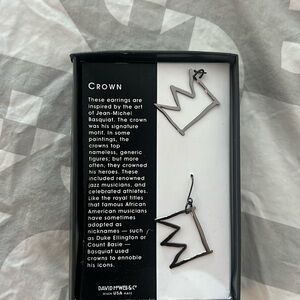 CROWN
These earrings are
inspired by the art
of Jean-Michel
Basquiat. The crown
was his signature
motif. In some
paintings, the
crowns top
nameless, generic
figures; but more
often, they crowned
his heroes. These
included renowned
jazz musicians, and
celebrated athletes.
Like the royal titles
that famous African
American musicians
have sometimes
adopted as
nicknames — such
as Duke Ellington or
Count Basie —
Basquiat used
crowns to ennoble
his icons.
DAVID HOWELL & CO
USA